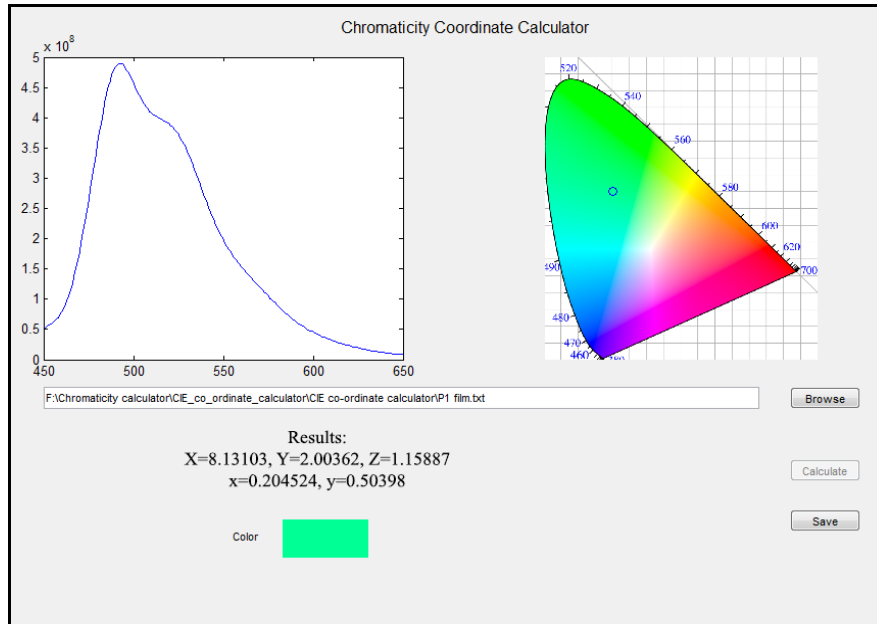 Chromaticity Coordinate Calculator
x 10^8
5
4.5
4
3.5
3
2.5
2
1.5
1
0.5
0
450
500
550
600
650
520
540
560
580
600
620
700
490
480
470
460
F:\Chromaticity calculator\CIE_co_ordinate_calculator\CIE co-ordinate calculator\P1 film.txt
Browse
Results:
X=8.13103, Y=2.00362, Z=1.15887
x=0.204524, y=0.50398
Calculate
Save
Color